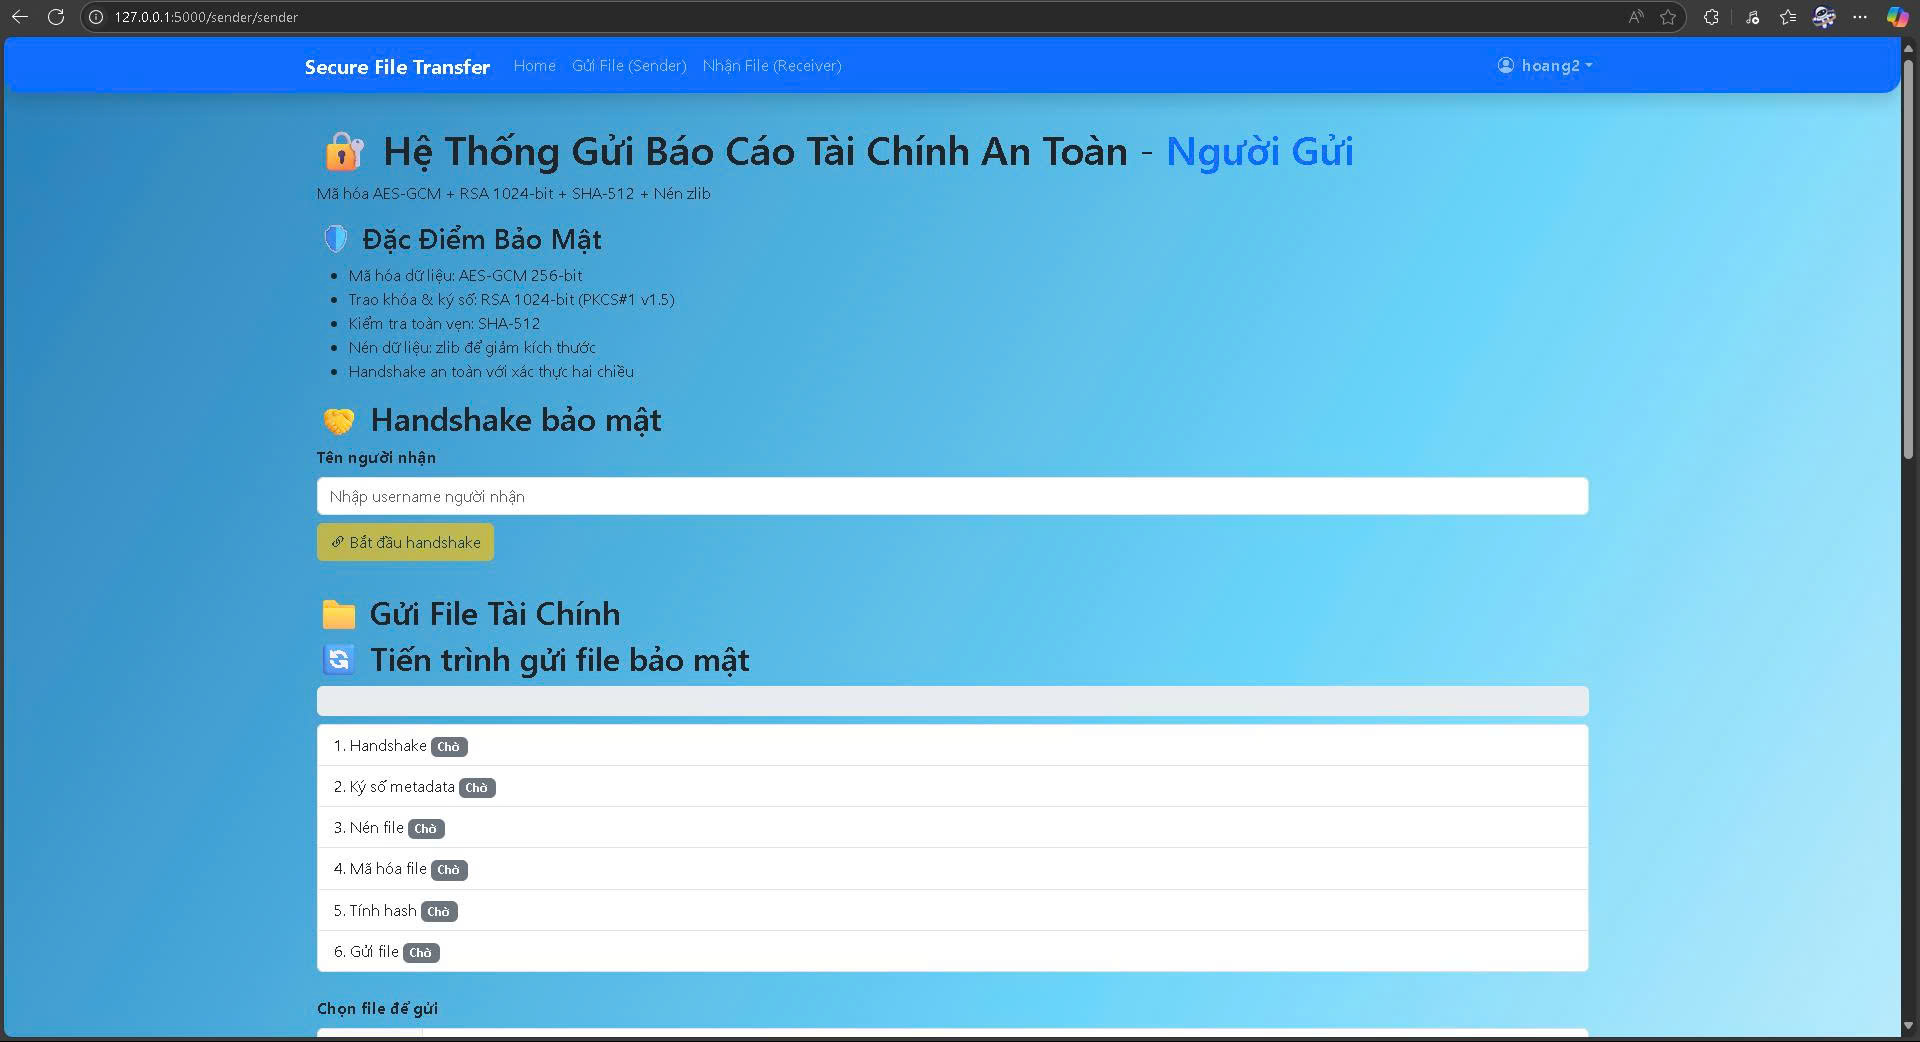 127.0.0.1:5000/sender/sender
Secure File Transfer Home Gửi File (Sender) Nhận File (Receiver) hoang2
Hệ Thống Gửi Báo Cáo Tài Chính An Toàn - Người Gửi
Mã hóa AES-GCM + RSA 1024-bit + SHA-512 + Nén zlib
Đặc Điểm Bảo Mật
Mã hóa dữ liệu: AES-GCM 256-bit
Trao khóa & ký số: RSA 1024-bit (PKCS#1 v1.5)
Kiểm tra toàn vẹn: SHA-512
Nén dữ liệu: zlib để giảm kích thước
Handshake an toàn với xác thực hai chiều
Handshake bảo mật
Tên người nhận
Nhập username người nhận
Bắt đầu handshake
Gửi File Tài Chính
Tiến trình gửi file bảo mật
1. Handshake Chờ
2. Ký số metadata Chờ
3. Nén file Chờ
4. Mã hóa file Chờ
5. Tính hash Chờ
6. Gửi file Chờ
Chọn file để gửi